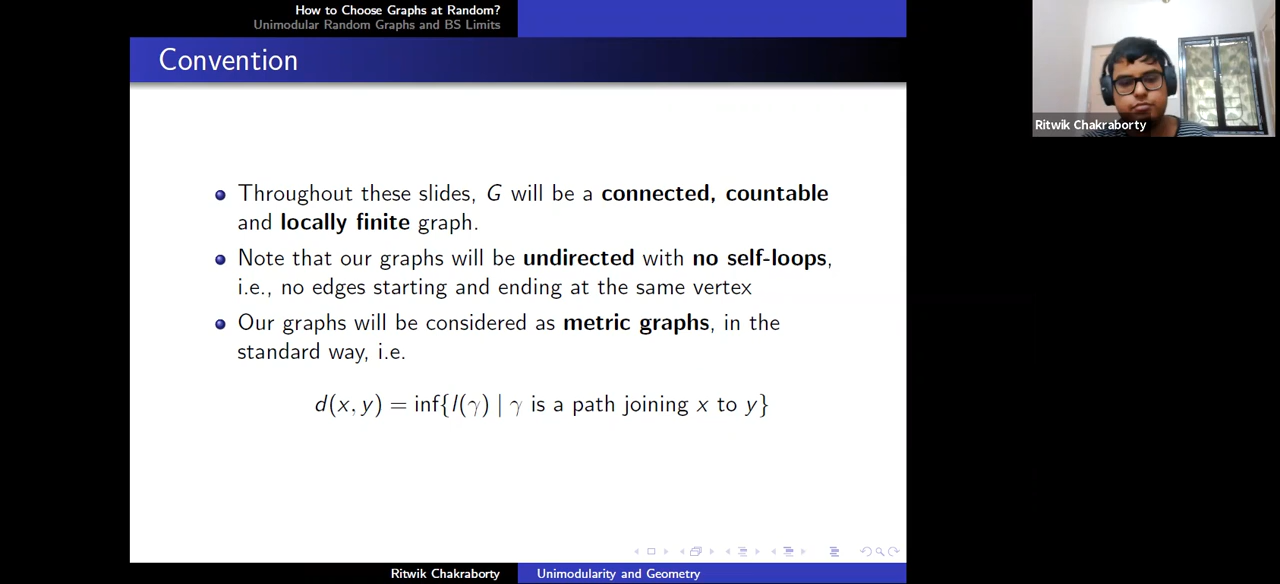 How to Choose Graphs at Random?
Unimodular Random Graphs and BS Limits
Convention
Throughout these slides, G will be a connected, countable
and locally finite graph.
Note that our graphs will be undirected with no self-loops,
i.e., no edges starting and ending at the same vertex
Our graphs will be considered as metric graphs, in the
standard way, i.e.
d(x, y) = inf{l(γ) | γ is a path joining x to y}
Ritwik Chakraborty
Unimodularity and Geometry
Ritwik Chakraborty